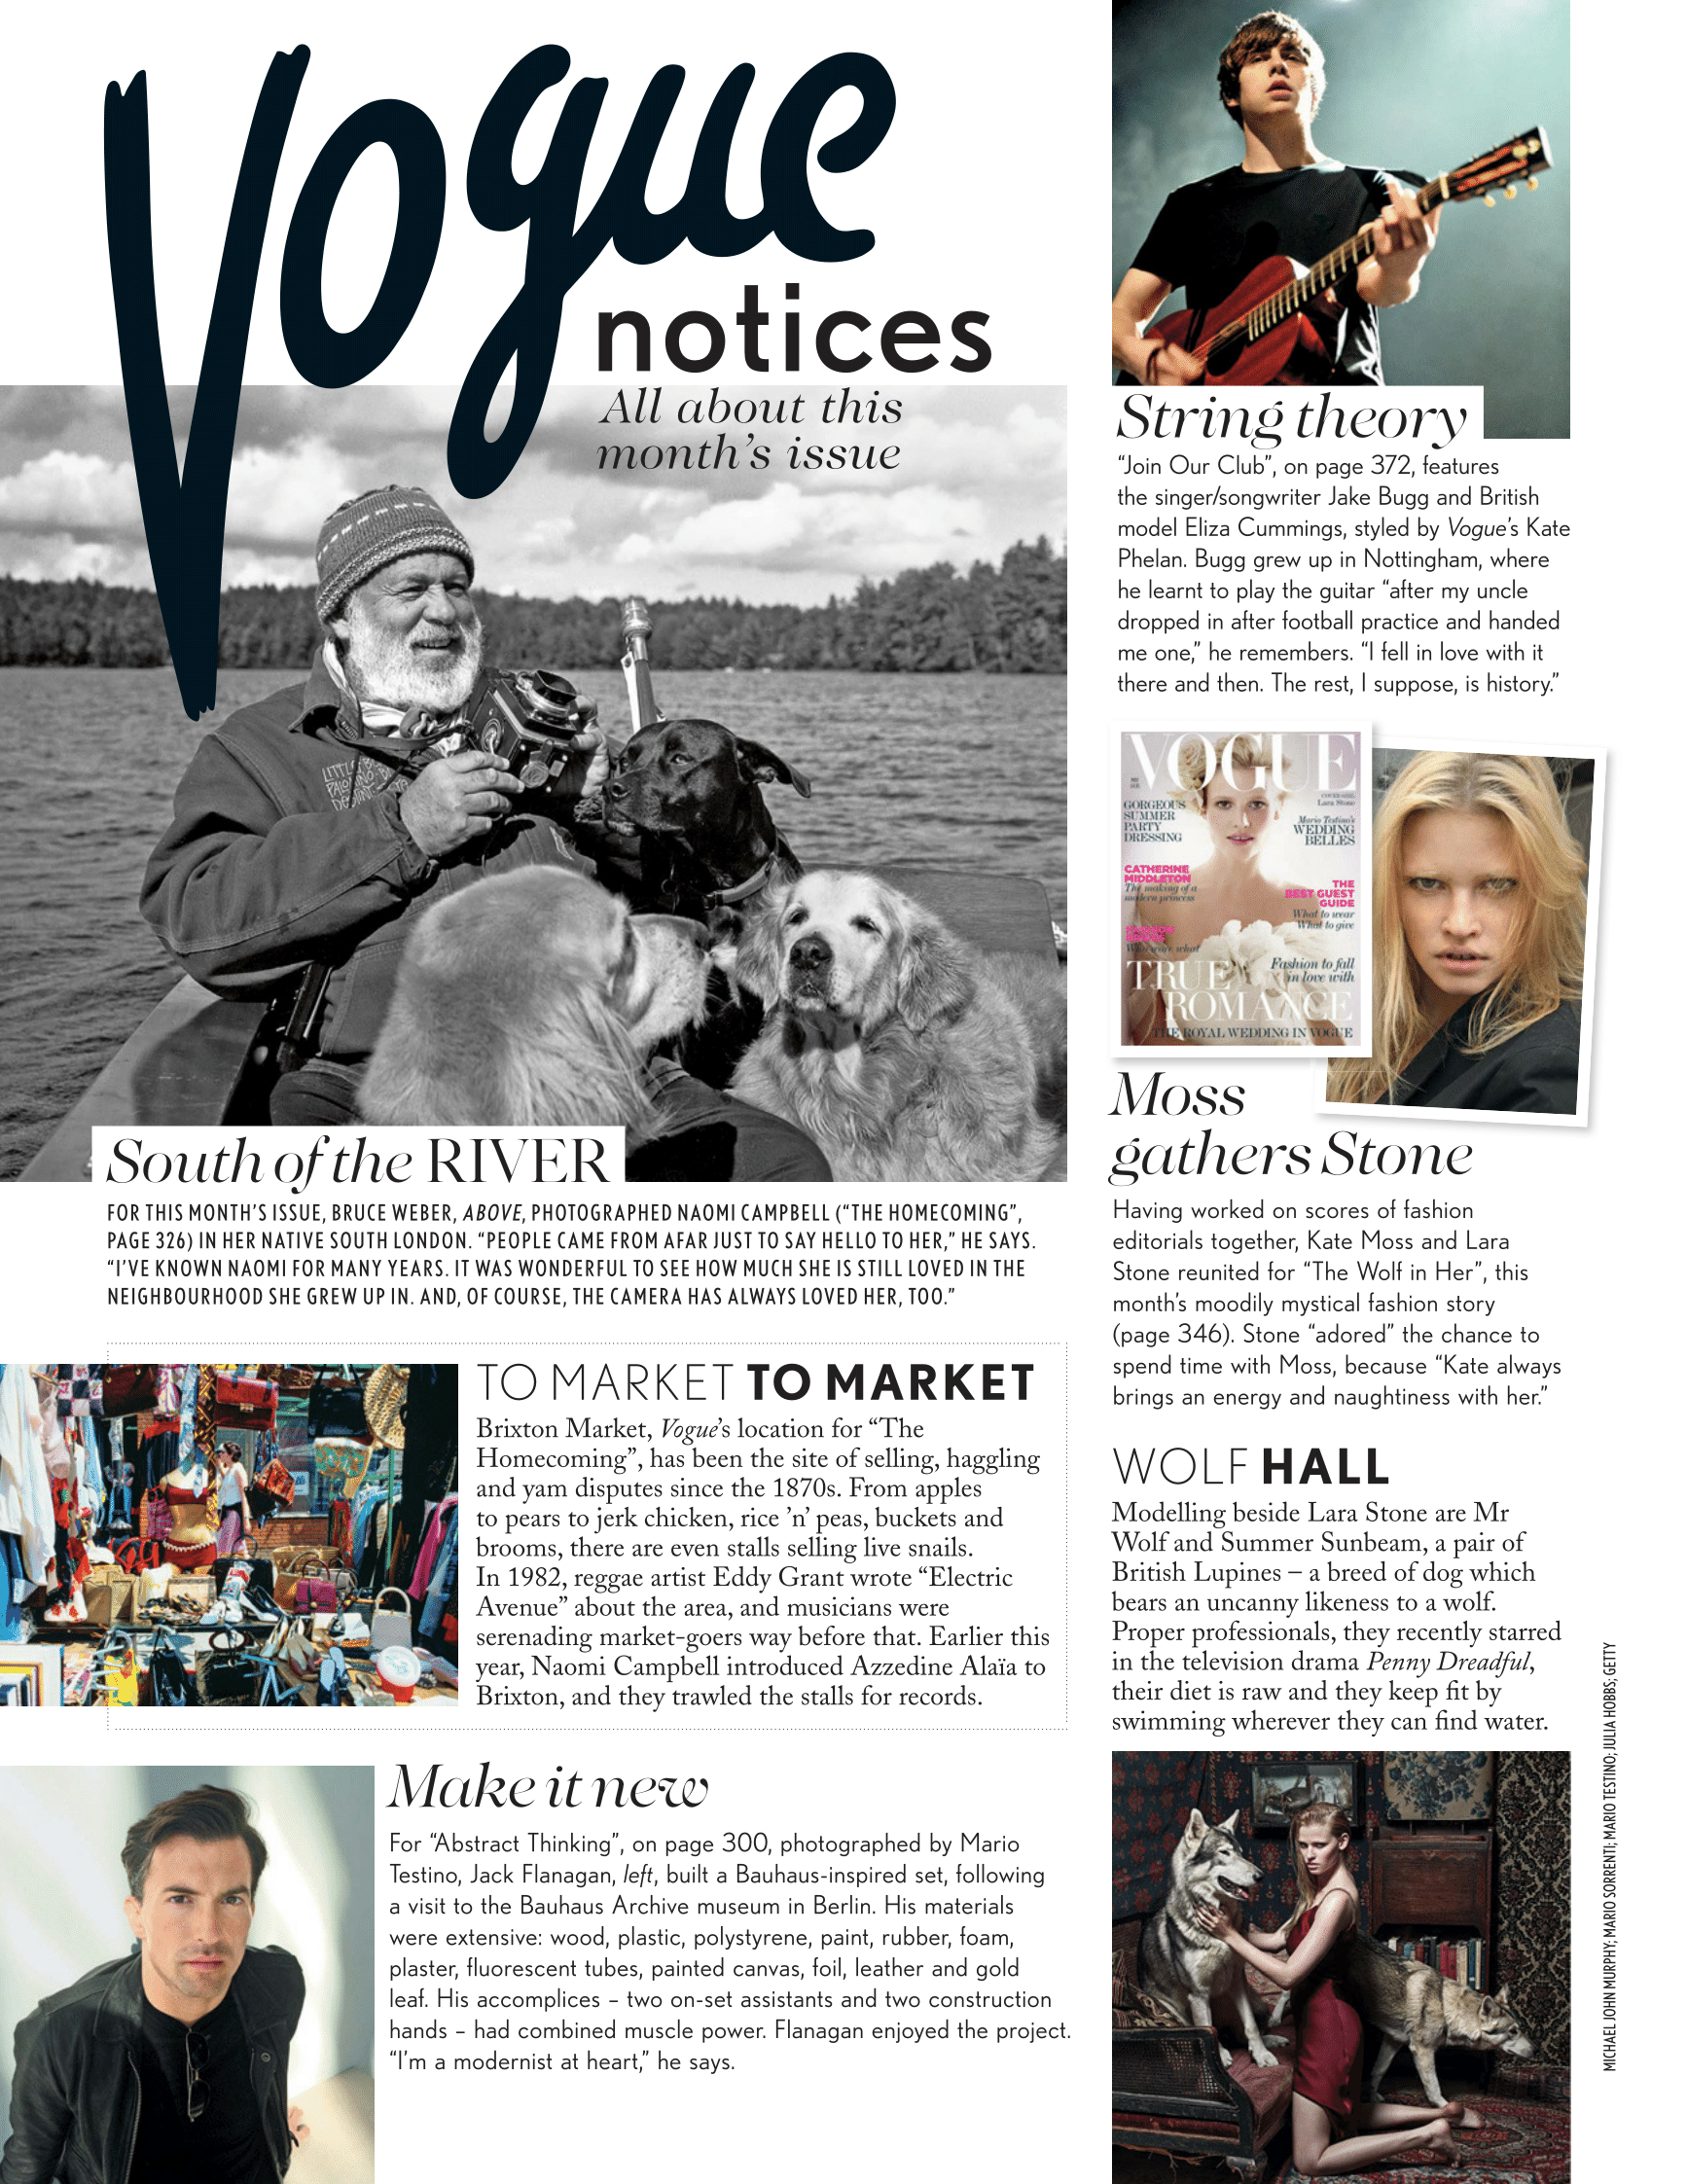 Vogue
notices
All about this
month's issue
LITTLE
South of the RIVER
FOR THIS MONTH'S ISSUE, BRUCE WEBER, ABOVE, PHOTOGRAPHED NAOMI CAMPBELL (“THE HOMECOMING”,
PAGE 326) IN HER NATIVE SOUTH LONDON. “PEOPLE CAME FROM AFAR JUST TO SAY HELLO TO HER,” HE SAYS.
“I'VE KNOWN NAOMI FOR MANY YEARS. IT WAS WONDERFUL TO SEE HOW MUCH SHE IS STILL LOVED IN THE
NEIGHBOURHOOD SHE GREW UP IN. AND, OF COURSE, THE CAMERA HAS ALWAYS LOVED HER, TOO.”
TO MARKET TO MARKET
Brixton Market, Vogue's location for “The
Homecoming”, has been the site of selling, haggling
and yam disputes since the 1870s. From apples
to pears to jerk chicken, rice ’n’ peas, buckets and
brooms, there are even stalls selling live snails.
In 1982, reggae artist Eddy Grant wrote “Electric
Avenue” about the area, and musicians were
serenading market-goers way before that. Earlier this
year, Naomi Campbell introduced Azzedine Alaïa to
Brixton, and they trawled the stalls for records.
Make it new
For “Abstract Thinking”, on page 300, photographed by Mario
Testino, Jack Flanagan, left, built a Bauhaus-inspired set, following
a visit to the Bauhaus Archive museum in Berlin. His materials
were extensive: wood, plastic, polystyrene, paint, rubber, foam,
plaster, fluorescent tubes, painted canvas, foil, leather and gold
leaf. His accomplices – two on-set assistants and two construction
hands – had combined muscle power. Flanagan enjoyed the project.
“I'm a modernist at heart,” he says.
String theory
“Join Our Club”, on page 372, features
the singer/songwriter Jake Bugg and British
model Eliza Cummings, styled by Vogue's Kate
Phelan. Bugg grew up in Nottingham, where
he learnt to play the guitar “after my uncle
dropped in after football practice and handed
me one,” he remembers. “I fell in love with it
there and then. The rest, I suppose, is history.”
VOGUE
COVER GIRL,
Lara Stone
GORGEOUS
SUMMER
PARTY
DRESSING
Mario Testino's
WEDDING
BELLES
CATHERINE
MIDDLETON
The making of a
modern princess
THE
BEST GUEST
GUIDE
What to wear
What to give
Fashion to fall
in love with
TRUE
ROMANCE
THE ROYAL WEDDING IN VOGUE
Moss
gathers Stone
Having worked on scores of fashion
editorials together, Kate Moss and Lara
Stone reunited for “The Wolf in Her”, this
month's moodily mystical fashion story
(page 346). Stone “adored” the chance to
spend time with Moss, because “Kate always
brings an energy and naughtiness with her.”
WOLF HALL
Modelling beside Lara Stone are Mr
Wolf and Summer Sunbeam, a pair of
British Lupines – a breed of dog which
bears an uncanny likeness to a wolf.
Proper professionals, they recently starred
in the television drama Penny Dreadful,
their diet is raw and they keep fit by
swimming wherever they can find water.
MICHAEL JOHN MURPHY; MARIO SORRENTI; MARIO TESTINO; JULIA HOBBS; GETTY